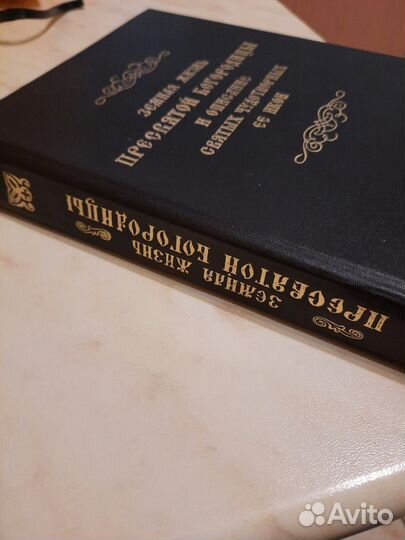 Земная жизнь
Пресвятой Богородицы
и описание
святых чудотворных
ее икон
Земная жизнь
Пресвятой Богородицы
Avito